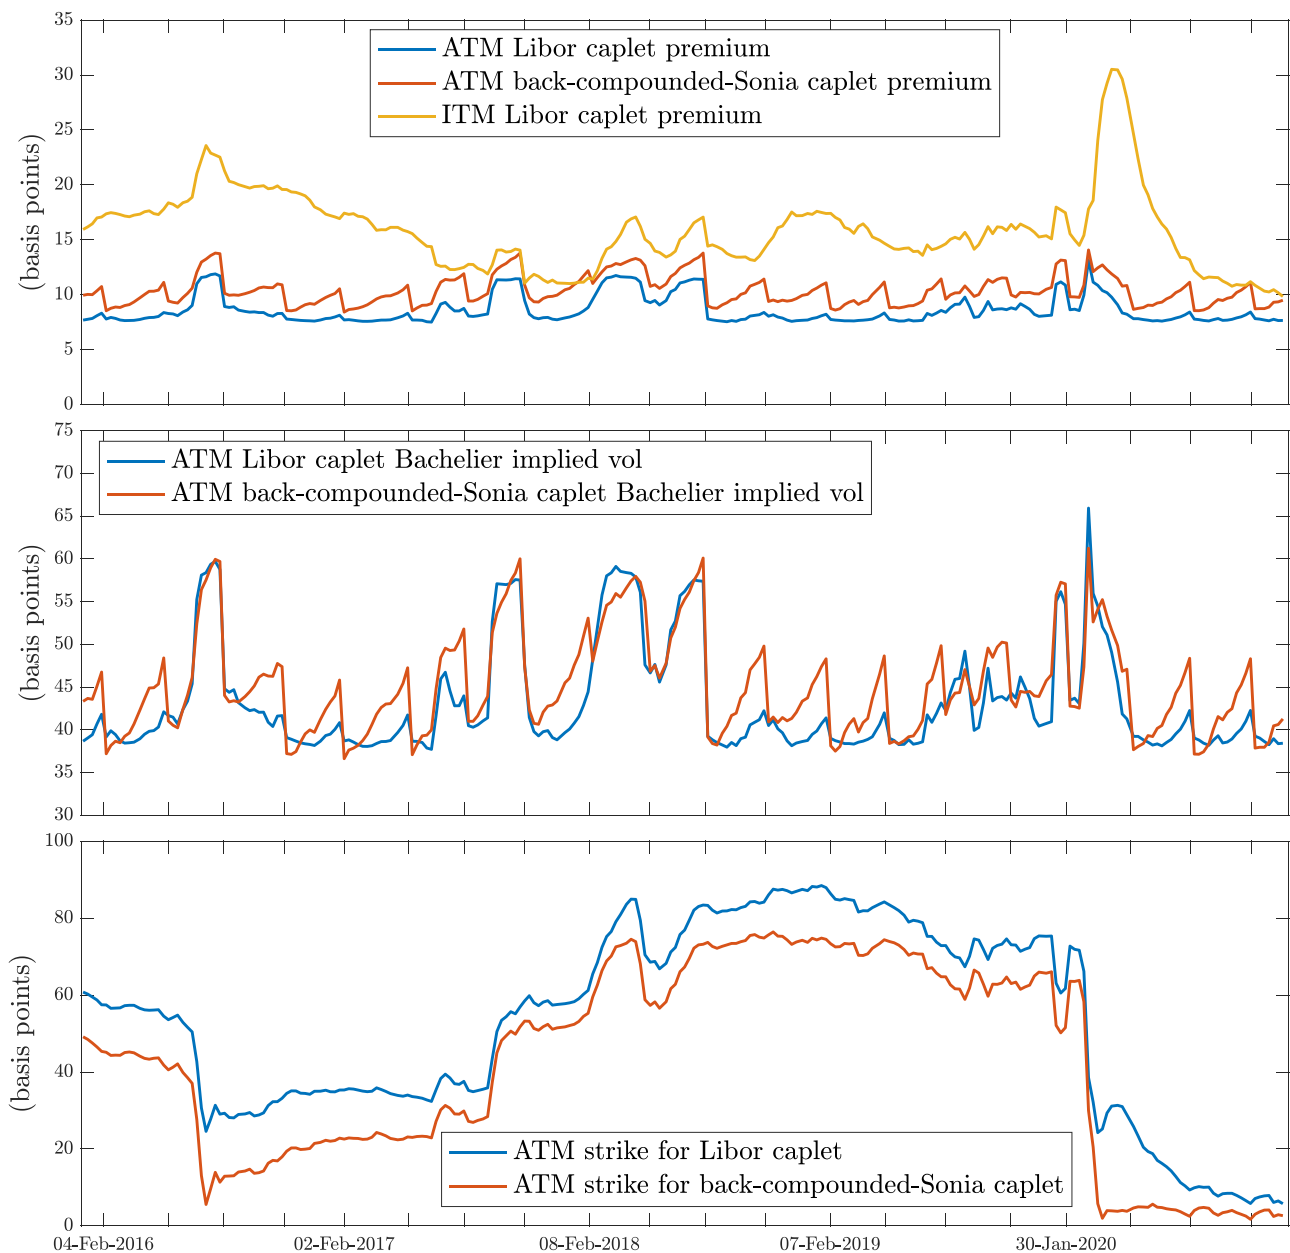 35
30
25
20
15
10
5
0
(basis points)
ATM Libor caplet premium
ATM back-compounded-Sonia caplet premium
ITM Libor caplet premium
75
70
65
60
55
50
45
40
35
30
(basis points)
ATM Libor caplet Bachelier implied vol
ATM back-compounded-Sonia caplet Bachelier implied vol
100
80
60
40
20
0
(basis points)
ATM strike for Libor caplet
ATM strike for back-compounded-Sonia caplet
04-Feb-2016 02-Feb-2017 08-Feb-2018 07-Feb-2019 30-Jan-2020